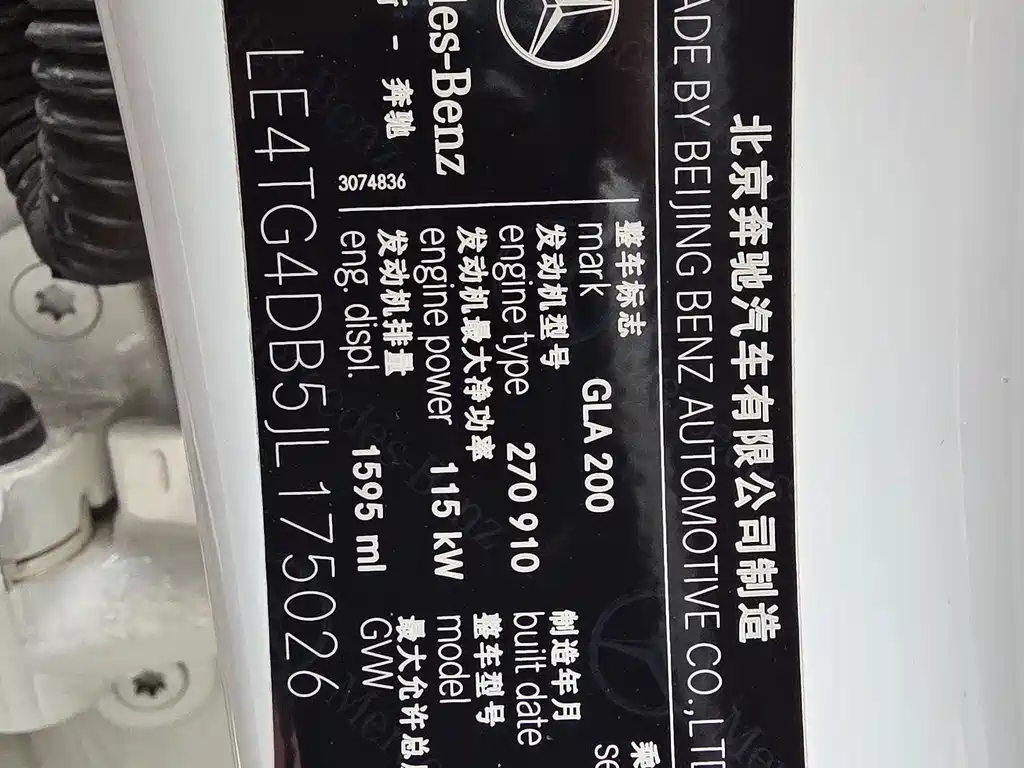 北京奔驰汽车有限公司制造
ADE BY BEIJING BENZ AUTOMOTIVE CO.,LTD
整车标志
mark GLA 200
发动机型号
engine type 270 910
发动机最大净功率
engine power 115 kW
发动机排量
eng. displ. 1595 ml
制造年月
built date
整车型号
model
最大允许总
GVW
乘
se
des-Benz
- 奔驰
3074836
LE4TG4DB5JL175026